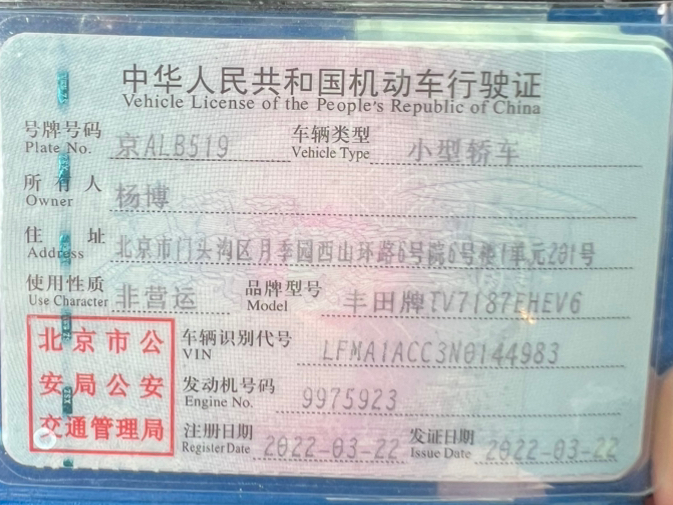 中华人民共和国机动车行驶证
Vehicle License of the People's Republic of China
号牌号码 京ALB519 车辆类型 小型轿车
Plate No. Vehicle Type
所有人 杨博
Owner
住址 北京市门头沟区月季园西山环路6号院6号楼1单元201号
Address
使用性质 非营运 品牌型号 丰田牌TV7187EHEV6
Use Character Model
北京市公安局公安交通管理局
车辆识别代号 LFMA1ACC3N0144983
VIN
发动机号码 9975923
Engine No.
注册日期 2022-03-22 发证日期 2022-03-22
Register Date Issue Date